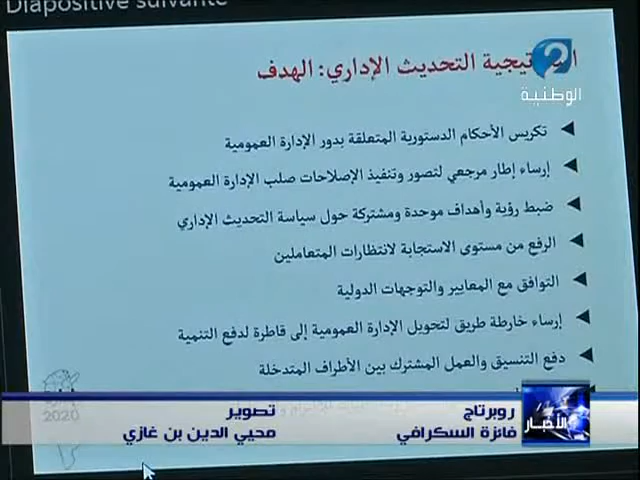 Diapositive suivante
التحديث الإداري: الهدف
2
الوطنية
تكريس الأحكام الدستورية المتعلقة بدور الإدارة العمومية
إرساء إطار مرجعي لتصور وتنفيذ الإصلاحات صلب الإدارة العمومية
ضبط رؤية وأهداف موحدة ومشتركة حول سياسة التحديث الإداري
الرفع من مستوى الاستجابة لانتظارات المتعاملين
التوافق مع المعايير والتوجهات الدولية
إرساء خارطة طريق لتحويل الإدارة العمومية إلى قاطرة لدفع التنمية
دفع التنسيق والعمل المشترك بين الأطراف المتدخلة
2020
الأخبار
روبرتاج
تصوير
فائزة السكرافي
محيي الدين بن غازي